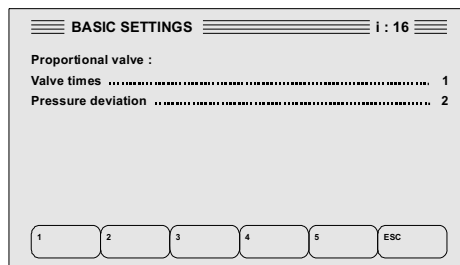 BASIC SETTINGS i : 16
Proportional valve :
Valve times ................................................ 1
Pressure deviation ................................................ 2
1 2 3 4 5 ESC